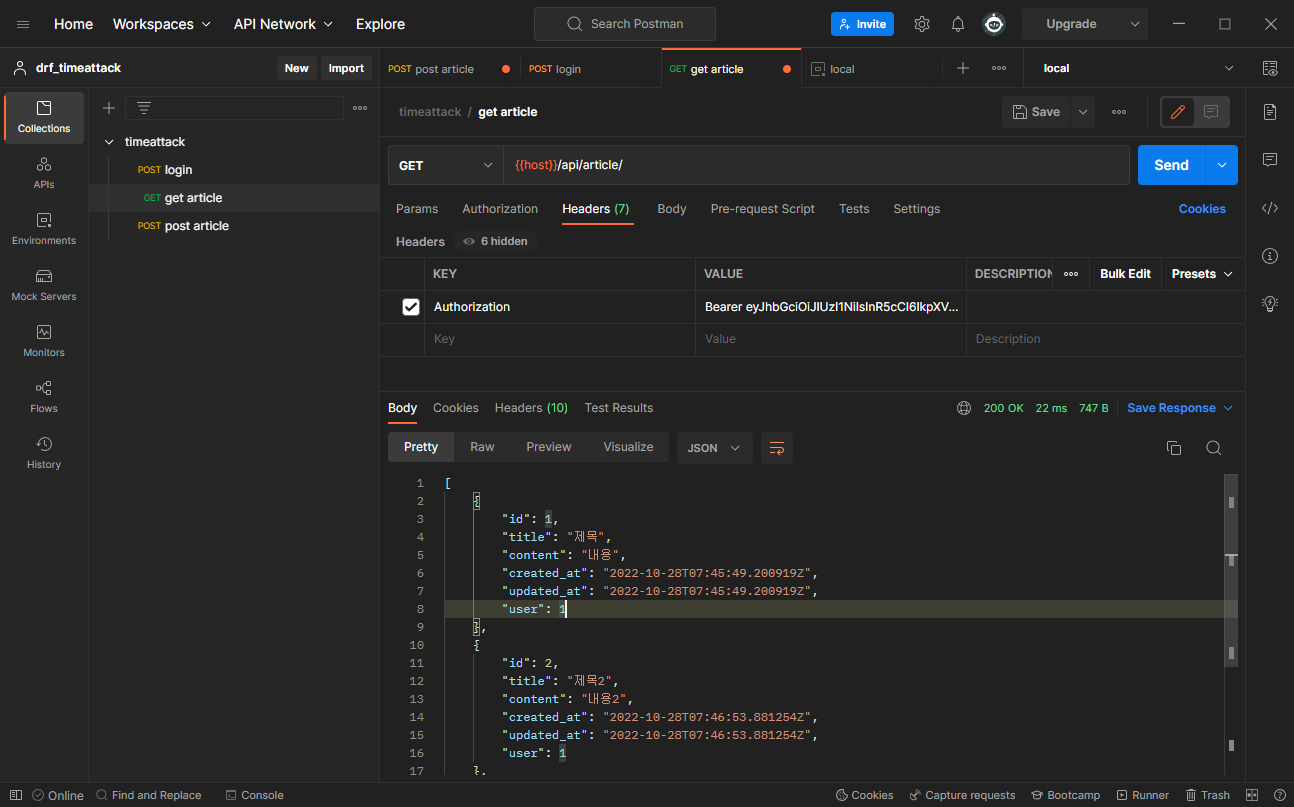 Home Workspaces API Network Explore Search Postman Invite Upgrade
drf_timeattack New Import POST post article POST login GET get article local local
timeattack / get article Save
Collections
APIs
Environments
Mock Servers
Monitors
Flows
History
timeattack
POST login
GET get article
POST post article
GET {{host}}/api/article/ Send
Params Authorization Headers (7) Body Pre-request Script Tests Settings Cookies
Headers 6 hidden
KEY VALUE DESCRIPTION Bulk Edit Presets
Authorization Bearer eyJhbGciOiJIUzI1NiIsInR5cCI6IkpXV...
Key Value Description
Body Cookies Headers (10) Test Results 200 OK 22 ms 747 B Save Response
Pretty Raw Preview Visualize JSON
1 [
2 {
3 "id": 1,
4 "title": "제목",
5 "content": "내용",
6 "created_at": "2022-10-28T07:45:49.200919Z",
7 "updated_at": "2022-10-28T07:45:49.200919Z",
8 "user": 1
9 },
10 {
11 "id": 2,
12 "title": "제목2",
13 "content": "내용2",
14 "created_at": "2022-10-28T07:46:53.881254Z",
15 "updated_at": "2022-10-28T07:46:53.881254Z",
16 "user": 1
17 },
Online Find and Replace Console Cookies Capture requests Bootcamp Runner Trash